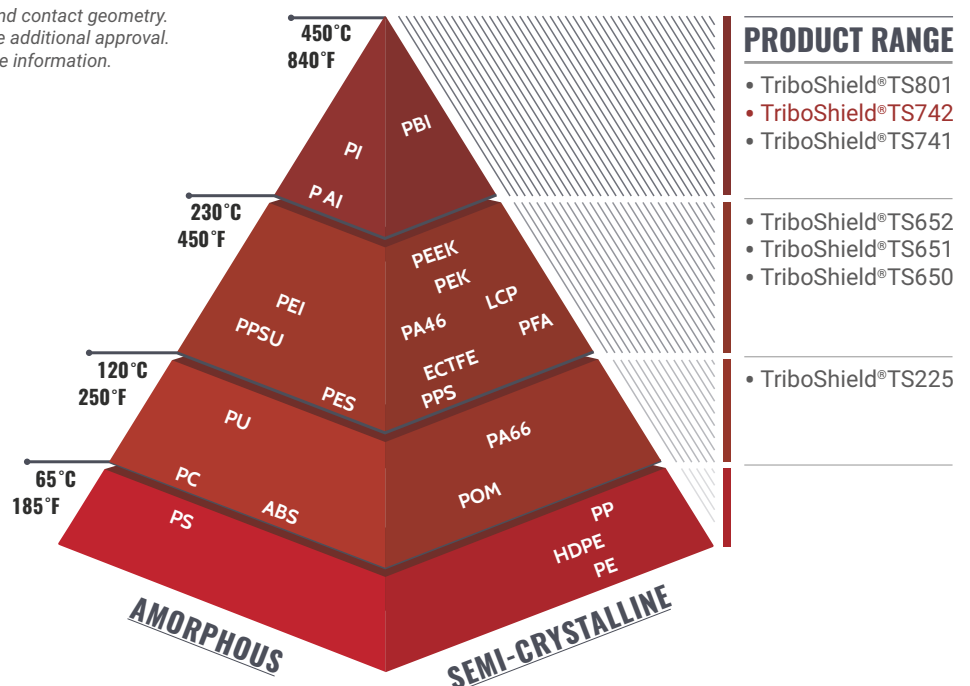 nd contact geometry.
e additional approval.
e information.
450°C
840°F
PRODUCT RANGE
• TriboShield®TS801
• TriboShield®TS742
• TriboShield®TS741
PBI
PI
PAI
230°C
450°F
• TriboShield®TS652
• TriboShield®TS651
• TriboShield®TS650
PEEK
PEK
LCP
PEI
PA46
PFA
PPSU
ECTFE
PES
PPS
120°C
250°F
• TriboShield®TS225
PU
PA66
PC
POM
ABS
65°C
185°F
PS
PP
HDPE
PE
AMORPHOUS
SEMI-CRYSTALLINE